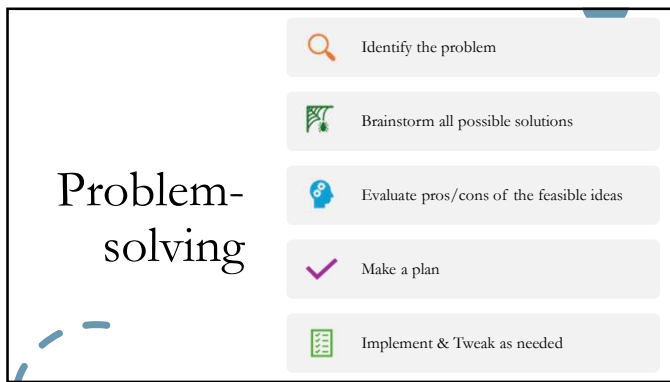 Problem-
solving
Identify the problem
Brainstorm all possible solutions
Evaluate pros/cons of the feasible ideas
Make a plan
Implement & Tweak as needed